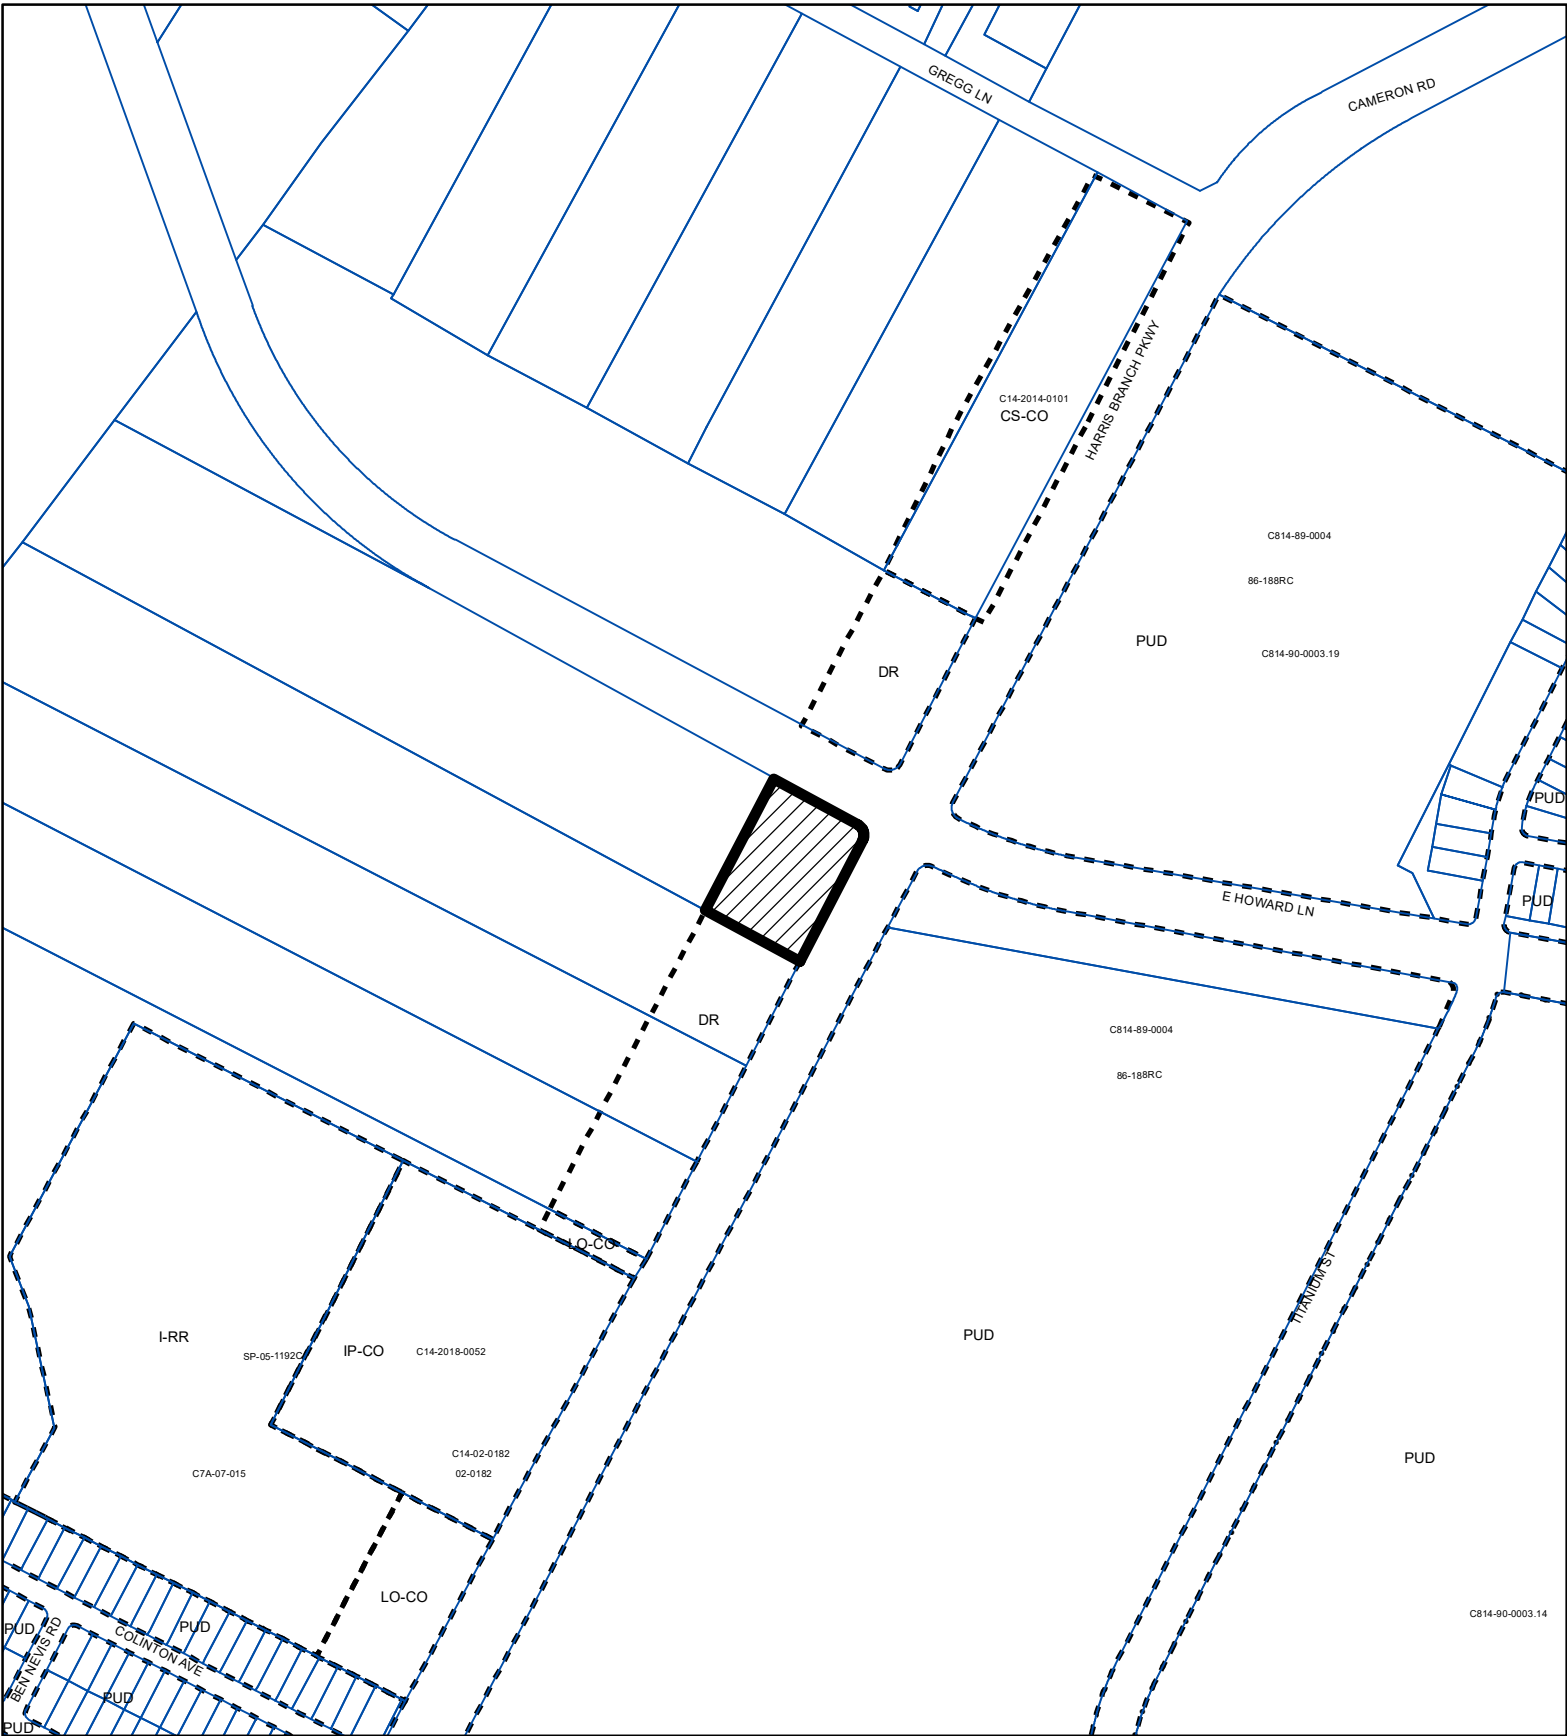 GREGG LN
CAMERON RD
C14-2014-0101
CS-CO
HARRIS BRANCH PKWY
C814-89-0004
86-188RC
PUD
C814-90-0003.19
DR
PUD
PUD
E HOWARD LN
DR
C814-89-0004
86-188RC
LO-CO
TITANIUM ST
I-RR
SP-05-1192C
IP-CO
C14-2018-0052
PUD
C14-02-0182
02-0182
C7A-07-015
PUD
LO-CO
C814-90-0003.14
PUD
PUD
COLINTON AVE
BEN NEVIS RD
PUD
PUD